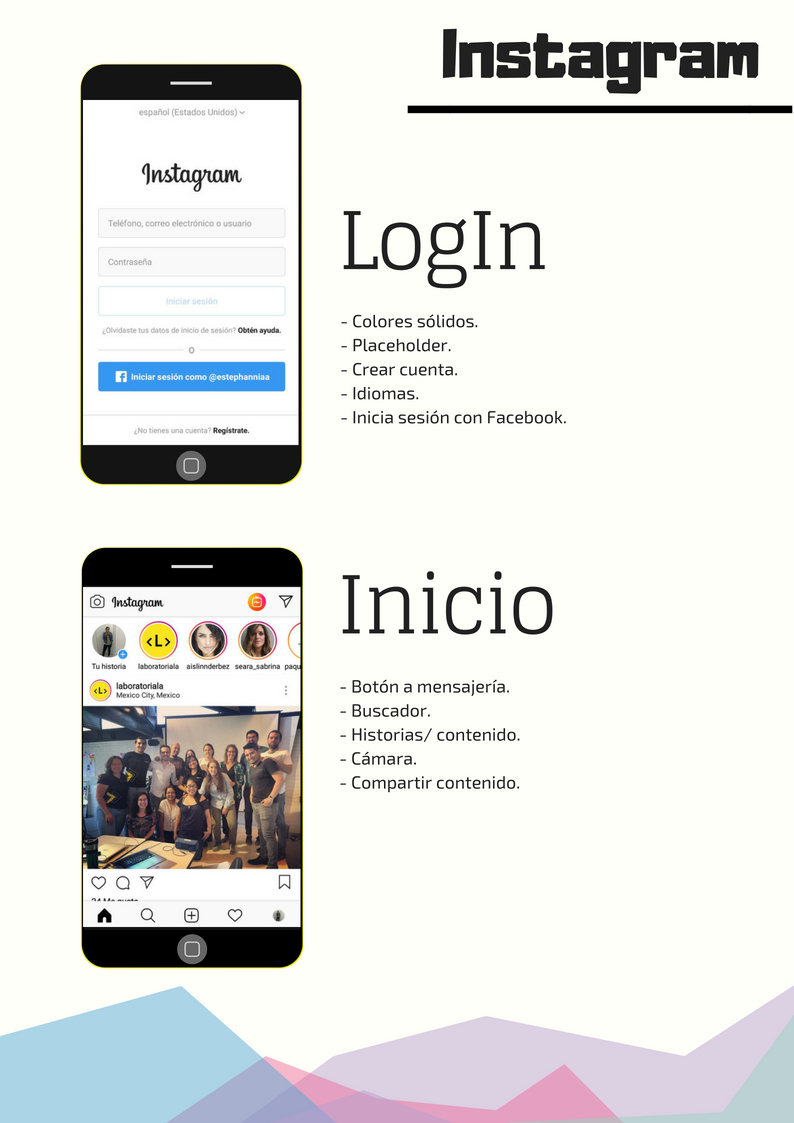 Instagram
español (Estados Unidos)
Instagram
Teléfono, correo electrónico o usuario
Contraseña
Iniciar sesión
¿Olvidaste tus datos de inicio de sesión? Obtén ayuda.
O
Iniciar sesión como @estephanniaa
¿No tienes una cuenta? Regístrate.
LogIn
- Colores sólidos.
- Placeholder.
- Crear cuenta.
- Idiomas.
- Inicia sesión con Facebook.
Instagram
<L>
Tu historia laboratoriala aislinnderbez seara_sabrina paqu
<L>
laboratoriala
Mexico City, Mexico
24 Me gusta
Inicio
- Botón a mensajería.
- Buscador.
- Historias/ contenido.
- Cámara.
- Compartir contenido.